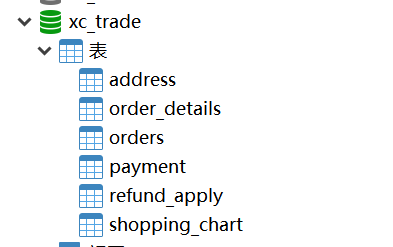 xc_trade
表
address
order_details
orders
payment
refund_apply
shopping_chart